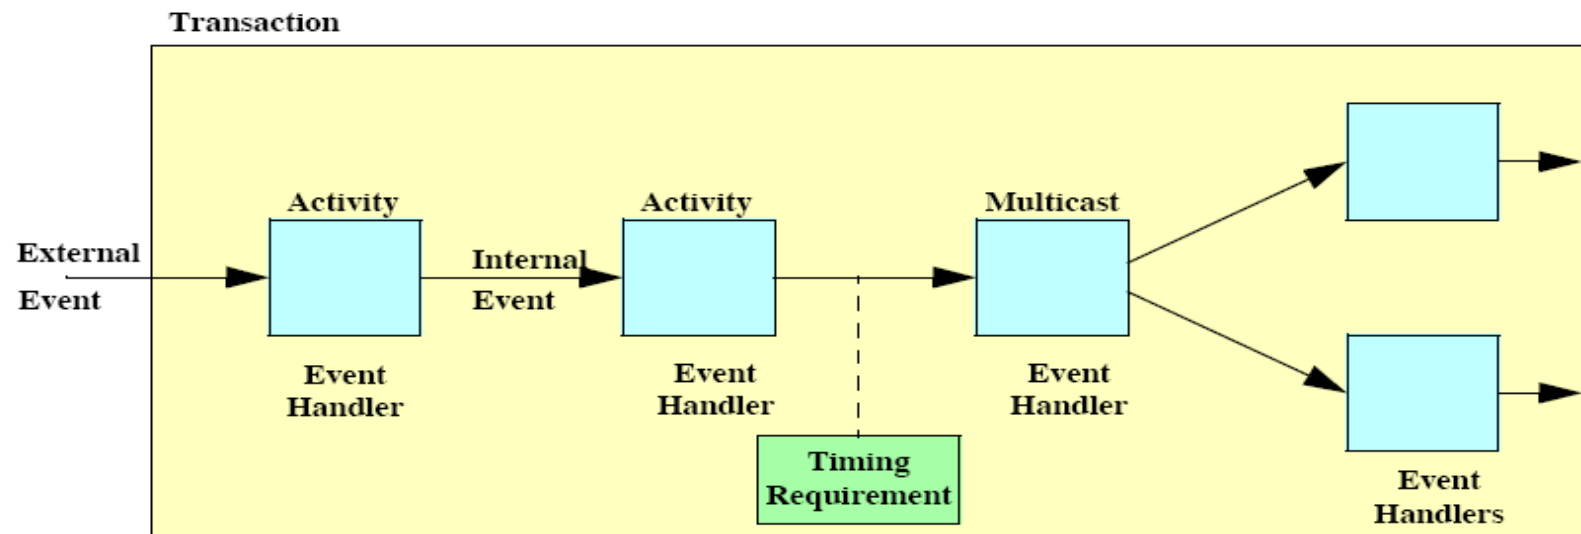 Transaction
Activity
Activity
Multicast
External
Event
Internal
Event
Event
Handler
Event
Handler
Event
Handler
Timing
Requirement
Event
Handlers